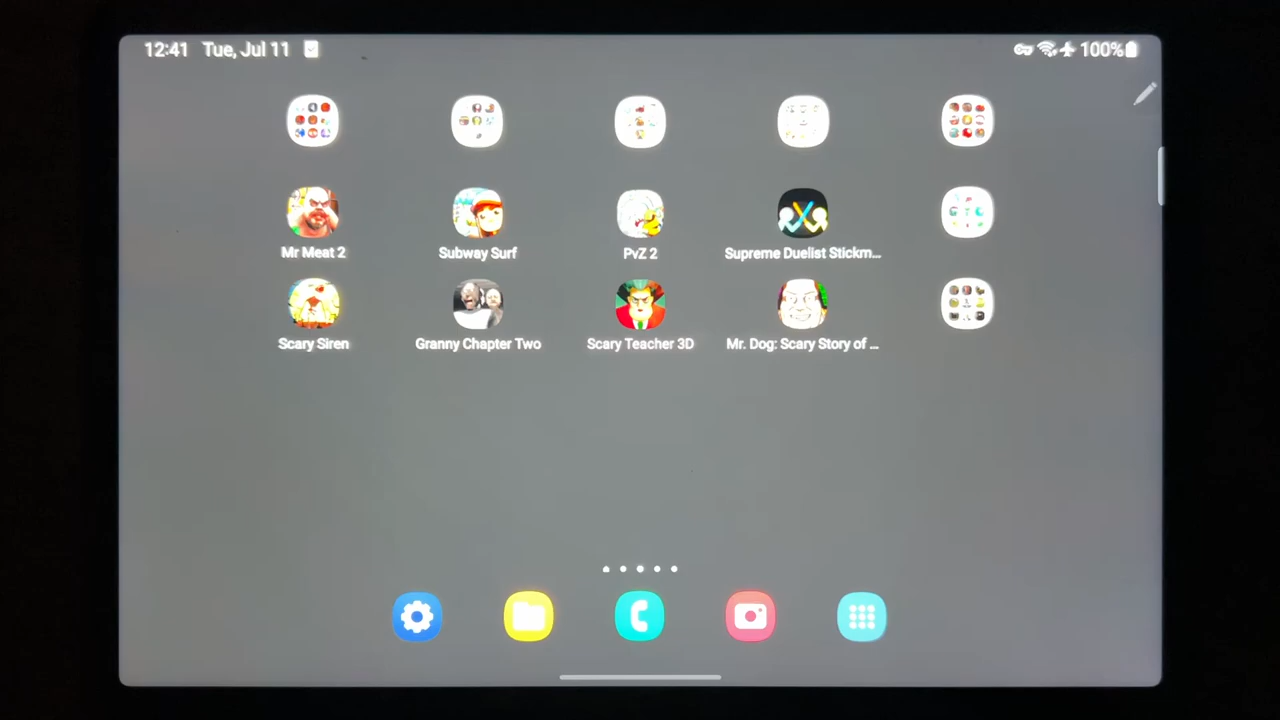 12:41 Tue, Jul 11
100%
Mr Meat 2
Subway Surf
PvZ 2
Supreme Duelist Stickm...
Scary Siren
Granny Chapter Two
Scary Teacher 3D
Mr. Dog: Scary Story of ...